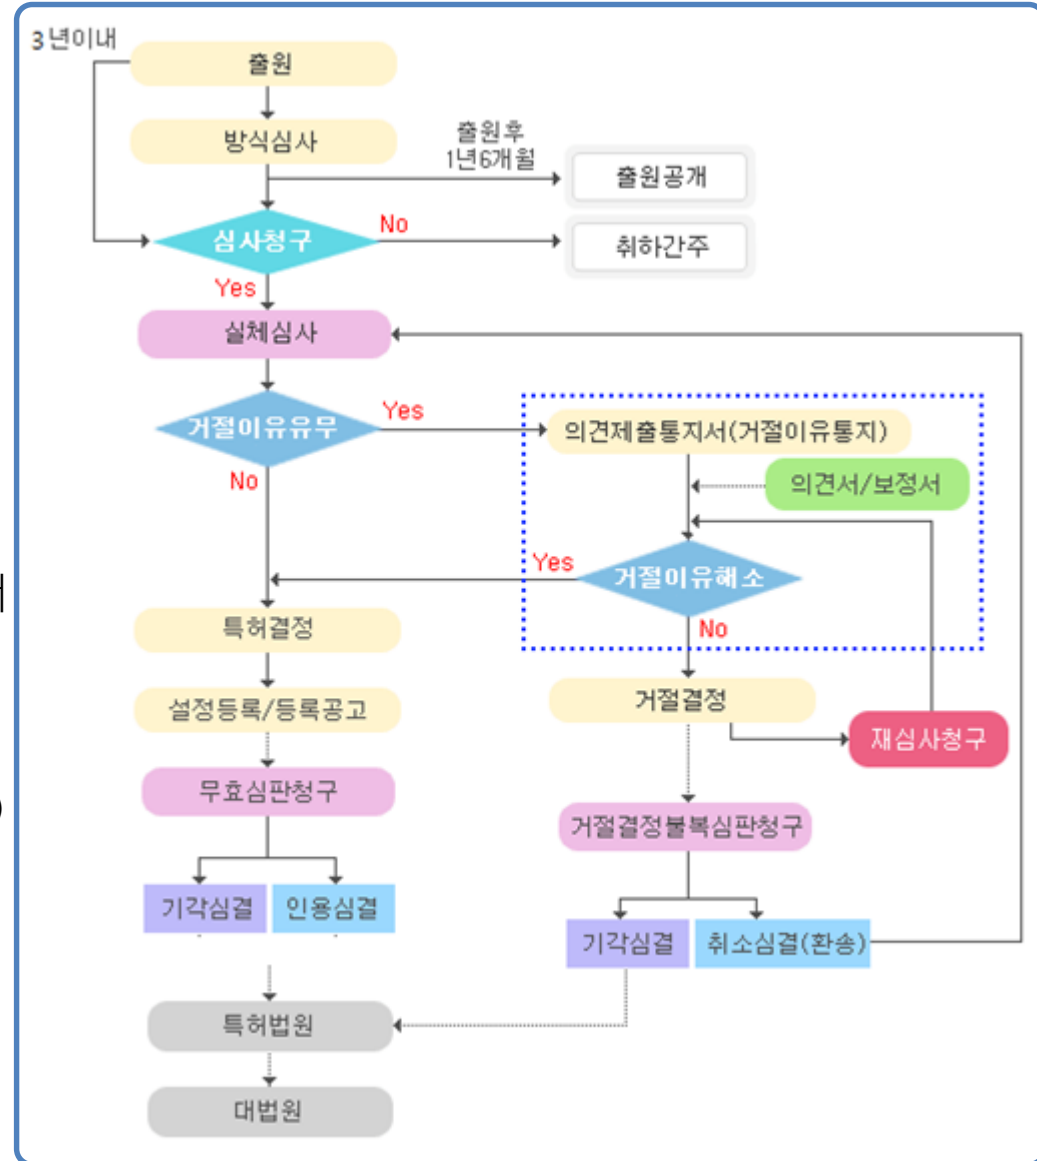 3년이내
출원
방식심사
출원후
1년6개월
출원공개
심사청구
No
취하간주
Yes
실체심사
거절이유유무
Yes
의견제출통지서(거절이유통지)
No
의견서/보정서
Yes
거절이유해소
No
특허결정
거절결정
설정등록/등록공고
재심사청구
무효심판청구
거절결정불복심판청구
기각심결
인용심결
기각심결
취소심결(환송)
특허법원
대법원
)